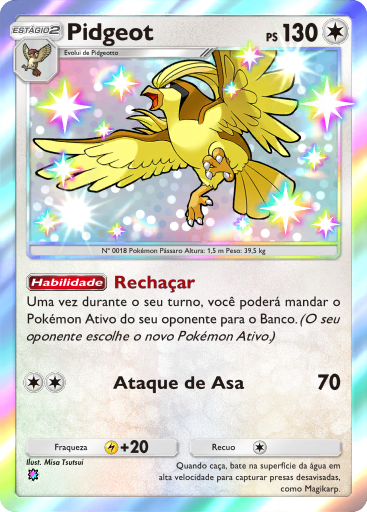 ESTÁGIO2 Pidgeot PS 130
Evolui de Pidgeotto
Nº 0018 Pokémon Pássaro Altura: 1,5 m Peso: 39,5 kg
Habilidade Rechaçar
Uma vez durante o seu turno, você poderá mandar o
Pokémon Ativo do seu oponente para o Banco. (O seu
oponente escolhe o novo Pokémon Ativo.)
Ataque de Asa 70
Fraqueza +20 Recuo
Ilust. Misa Tsutsui
Quando caça, bate na superfície da água em
alta velocidade para capturar presas desavisadas,
como Magikarp.